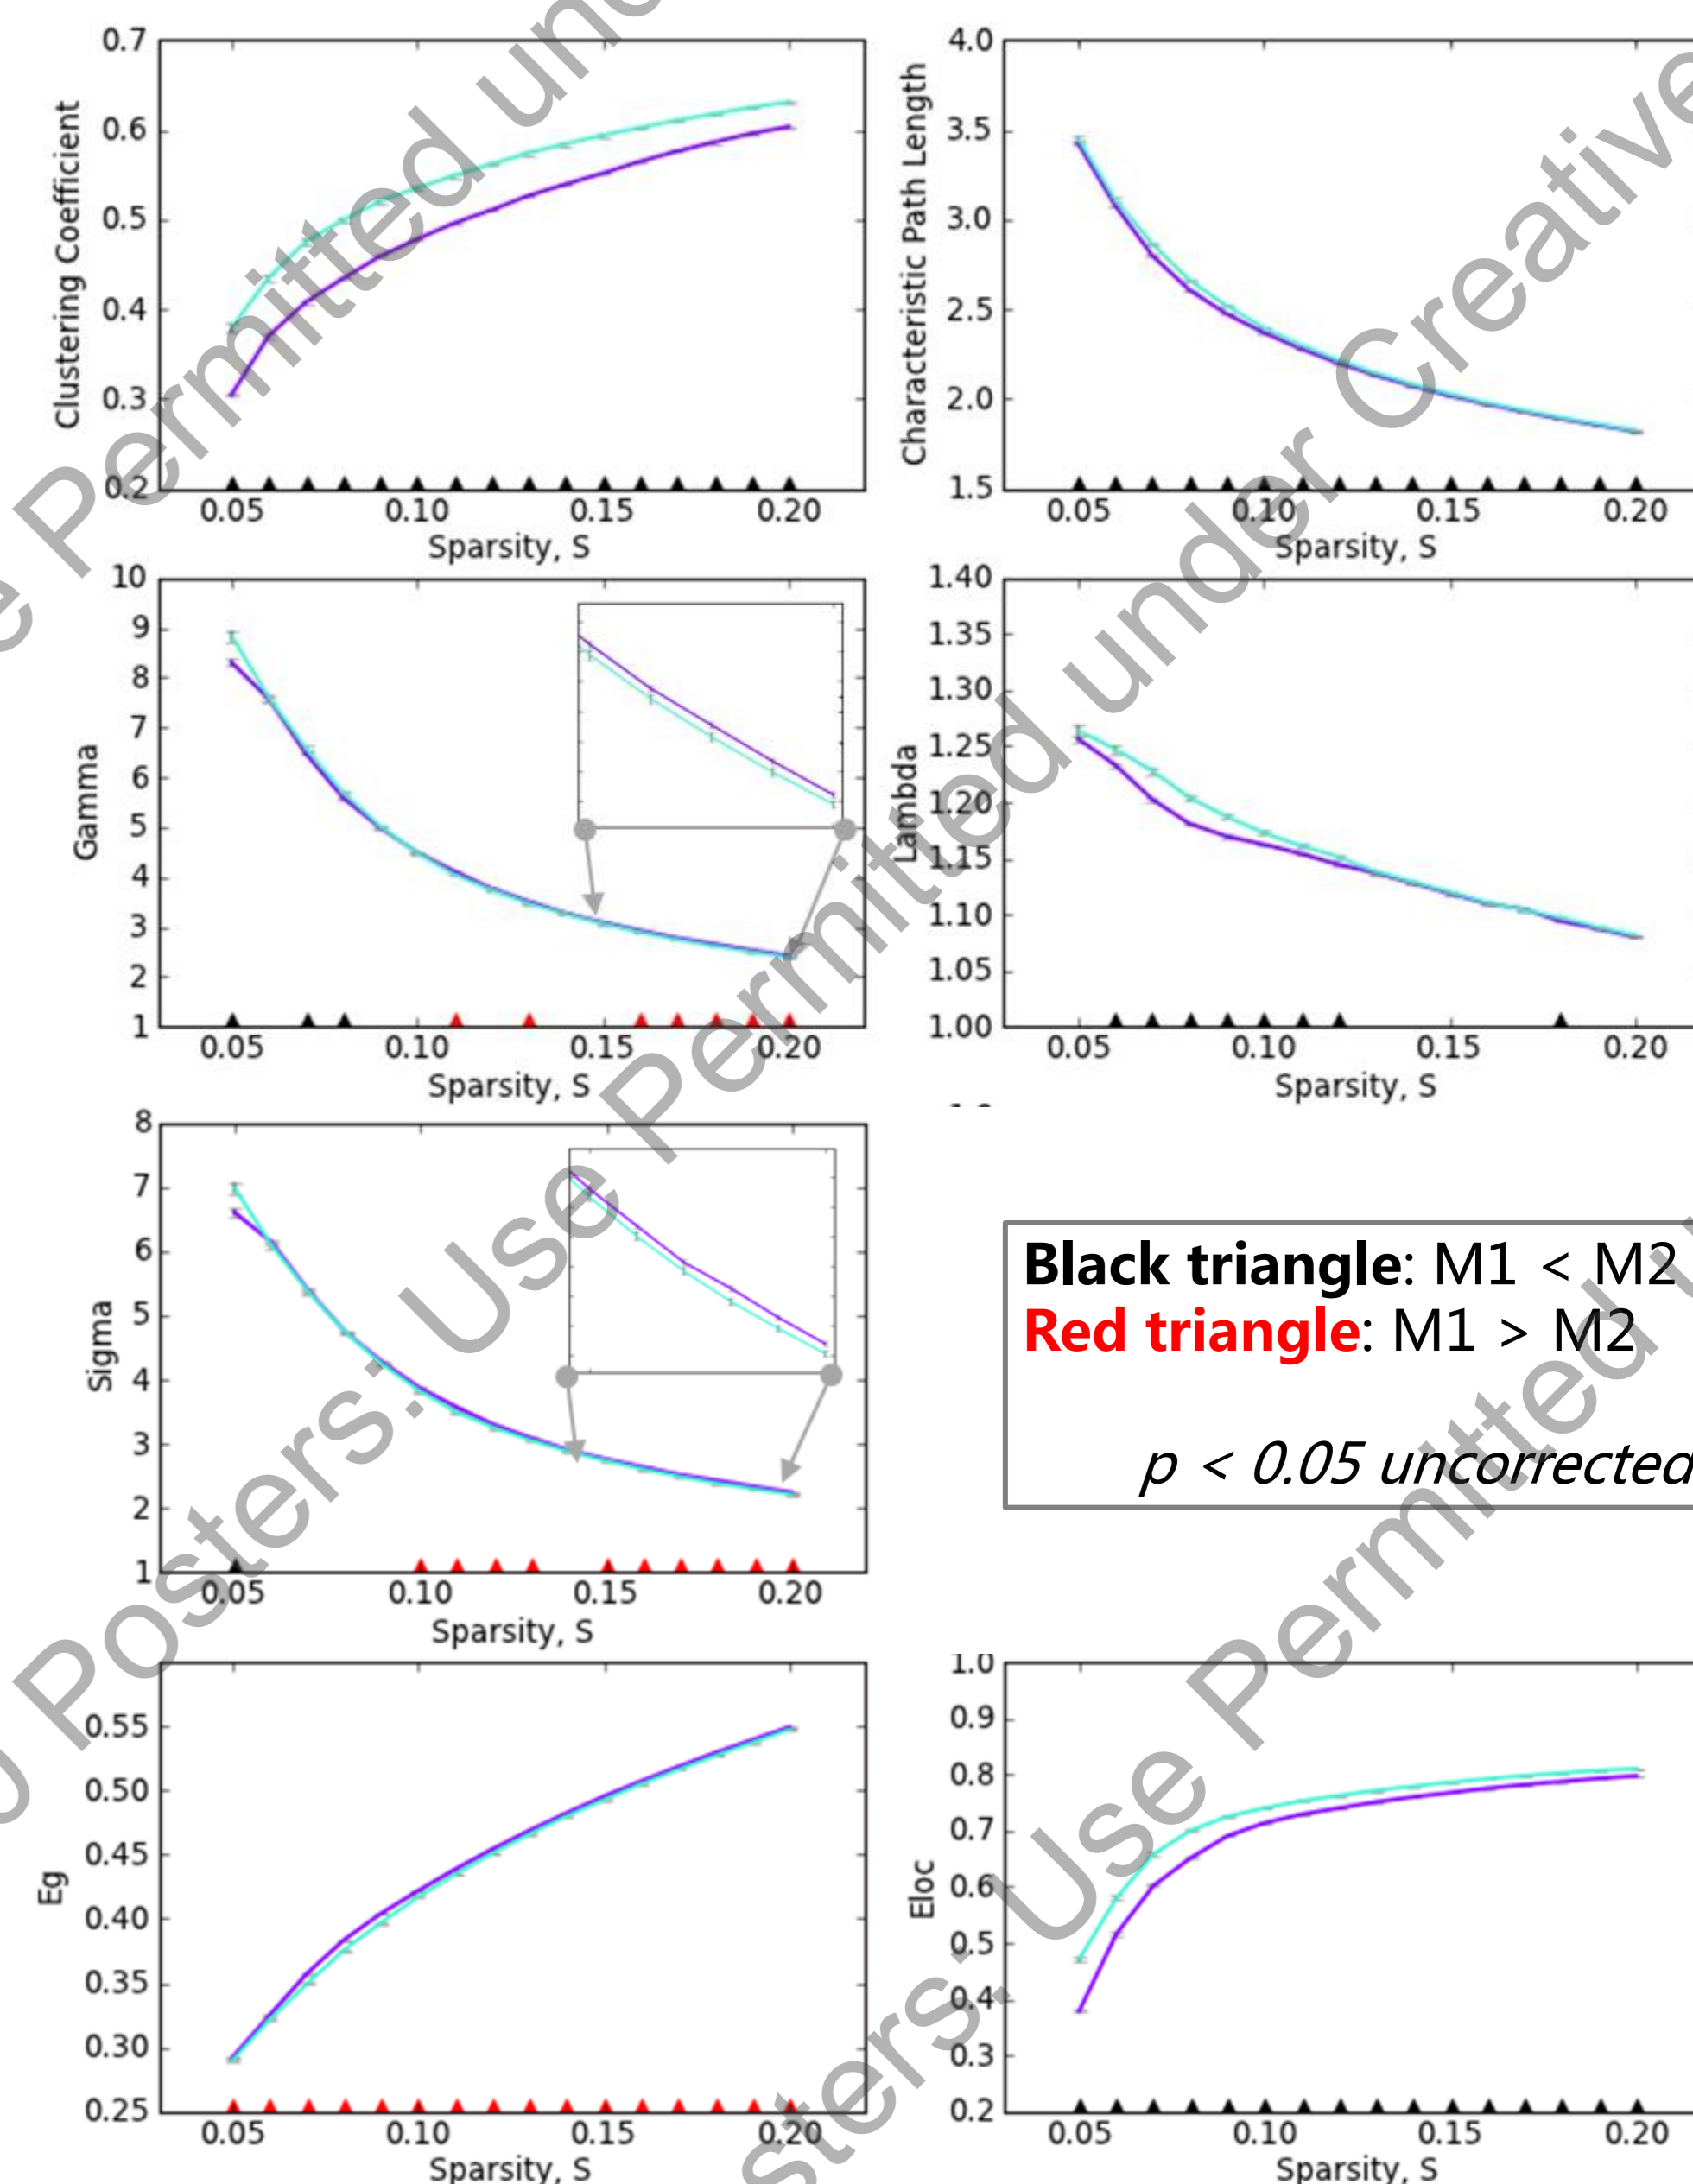 0.7
0.6
0.5
0.4
0.3
0.2
Clustering Coefficient
0.05 0.10 0.15 0.20
Sparsity, S
4.0
3.5
3.0
2.5
2.0
1.5
Characteristic Path Length
0.05 0.10 0.15 0.20
Sparsity, S
10
9
8
7
6
5
4
3
2
1
Gamma
0.05 0.10 0.15 0.20
Sparsity, S
1.40
1.35
1.30
1.25
1.20
1.15
1.10
1.05
1.00
Lambda
0.05 0.10 0.15 0.20
Sparsity, S
8
7
6
5
4
3
2
1
Sigma
0.05 0.10 0.15 0.20
Sparsity, S
Black triangle: M1 < M2
Red triangle: M1 > M2
p < 0.05 uncorrected
0.55
0.50
0.45
0.40
0.35
0.30
0.25
Eg
0.05 0.10 0.15 0.20
Sparsity, S
1.0
0.9
0.8
0.7
0.6
0.5
0.4
0.3
0.2
Eloc
0.05 0.10 0.15 0.20
Sparsity, S
Permitted
Posters: Use Permitted under Creative
Use Permitted